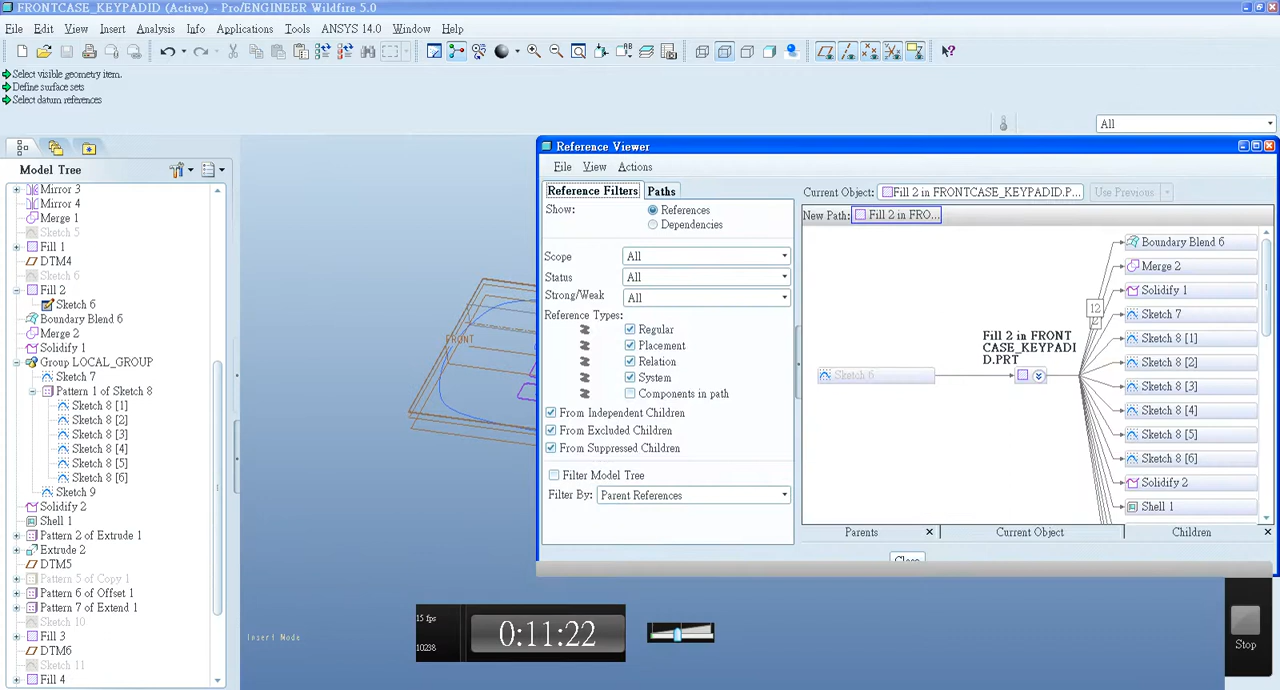 FRONTCASE_KEYPADID (Active) - Pro/ENGINEER Wildfire 5.0
File Edit View Insert Analysis Info Applications Tools ANSYS 14.0 Window Help
Select visible geometry item.
Define surface sets
Select datum references
All
Model Tree
Mirror 3
Mirror 4
Merge 1
Sketch 5
Fill 1
DTM4
Sketch 6
Fill 2
Sketch 6
Boundary Blend 6
Merge 2
Solidify 1
Group LOCAL_GROUP
Sketch 7
Pattern 1 of Sketch 8
Sketch 8 [1]
Sketch 8 [2]
Sketch 8 [3]
Sketch 8 [4]
Sketch 8 [5]
Sketch 8 [6]
Sketch 9
Solidify 2
Shell 1
Pattern 2 of Extrude 1
Extrude 2
DTM5
Pattern 5 of Copy 1
Pattern 6 of Offset 1
Pattern 7 of Extend 1
Sketch 10
Fill 3
DTM6
Sketch 11
Fill 4
FRONT
Insert Mode
Reference Viewer
File View Actions
Reference Filters Paths
Show: References
Dependencies
Scope All
Status All
Strong/Weak All
Reference Types:
Regular
Placement
Relation
System
Components in path
From Independent Children
From Excluded Children
From Suppressed Children
Filter Model Tree
Filter By: Parent References
Current Object: Fill 2 in FRONTCASE_KEYPADID.P... Use Previous
New Path: Fill 2 in FRO...
Sketch 6
Fill 2 in FRONT
CASE_KEYPADI
D.PRT
12
2
Boundary Blend 6
Merge 2
Solidify 1
Sketch 7
Sketch 8 [1]
Sketch 8 [2]
Sketch 8 [3]
Sketch 8 [4]
Sketch 8 [5]
Sketch 8 [6]
Solidify 2
Shell 1
Parents Current Object Children
Close
15 fps
10238
0:11:22
Stop